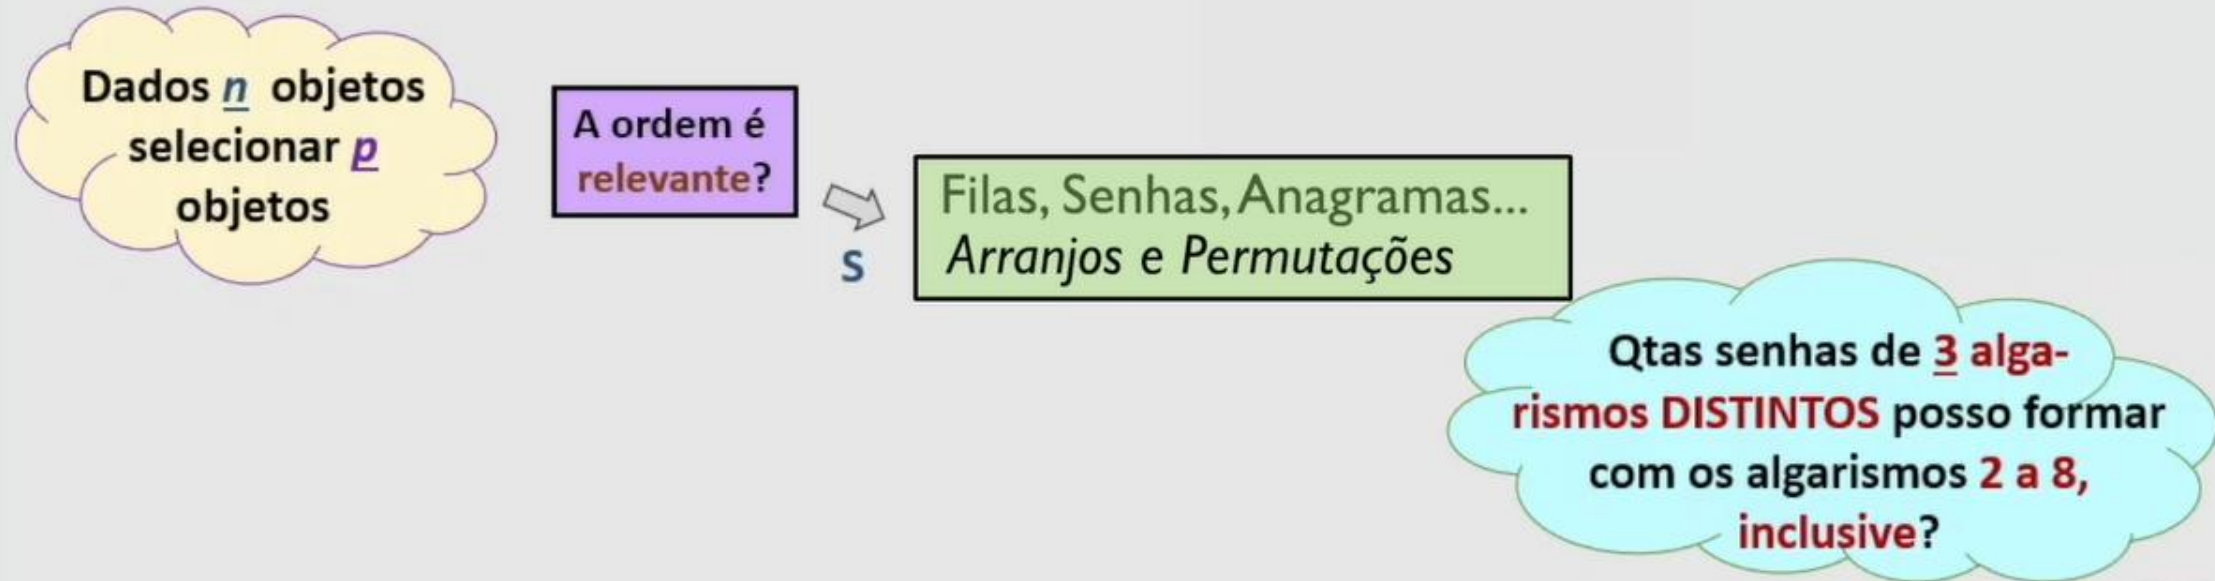 Dados n objetos
selecionar p
objetos
A ordem é
relevante?
S
Filas, Senhas, Anagramas...
Arranjos e Permutações
Qtas senhas de 3 alga-
rismos DISTINTOS posso formar
com os algarismos 2 a 8,
inclusive?